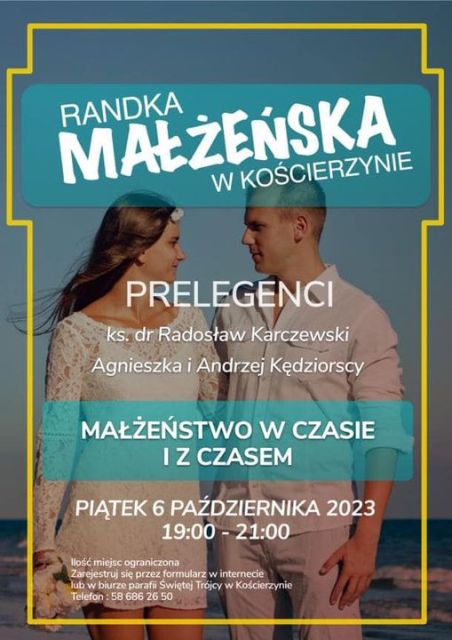 RANDKA
MAŁŻEŃSKA
W KOŚCIERZYNIE
PRELEGENCI
ks. dr Radosław Karczewski
Agnieszka i Andrzej Kędziorscy
MAŁŻEŃSTWO W CZASIE
I Z CZASEM
PIĄTEK 6 PAŹDZIERNIKA 2023
19:00 - 21:00
Ilość miejsc ograniczona
Zarejestruj się przez formularz w internecie
lub w biurze parafii Świętej Trójcy w Kościerzynie
Telefon : 58 686 26 50